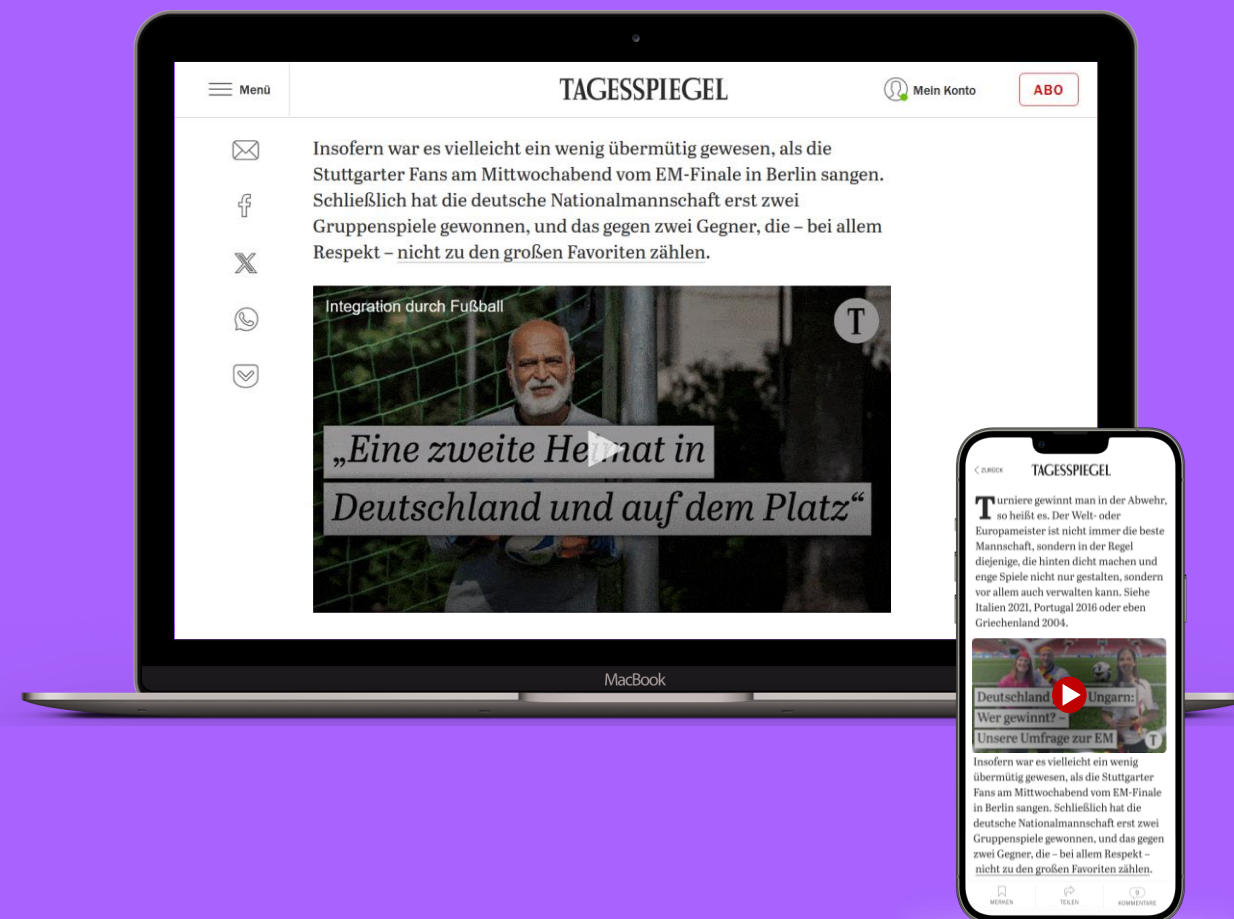 Menü
TAGESSPIEGEL
Mein Konto
ABO
Insofern war es vielleicht ein wenig übermütig gewesen, als die
Stuttgarter Fans am Mittwochabend vom EM-Finale in Berlin sangen.
Schließlich hat die deutsche Nationalmannschaft erst zwei
Gruppenspiele gewonnen, und das gegen zwei Gegner, die – bei allem
Respekt – nicht zu den großen Favoriten zählen.
Integration durch Fußball
T
„Eine zweite Heimat in
Deutschland und auf dem Platz“
MacBook
ZURÜCK
TAGESSPIEGEL
Turniere gewinnt man in der Abwehr,
so heißt es. Der Welt- oder
Europameister ist nicht immer die beste
Mannschaft, sondern in der Regel
diejenige, die hinten dicht machen und
enge Spiele nicht nur gestalten, sondern
vor allem auch verwalten kann. Siehe
Italien 2021, Portugal 2016 oder eben
Griechenland 2004.
Deutschland Ungarn:
Wer gewinnt? –
Unsere Umfrage zur EM
T
Insofern war es vielleicht ein wenig
übermütig gewesen, als die Stuttgarter
Fans am Mittwochabend vom EM-Finale
in Berlin sangen. Schließlich hat die
deutsche Nationalmannschaft erst zwei
Gruppenspiele gewonnen, und das gegen
zwei Gegner, die – bei allem Respekt –
nicht zu den großen Favoriten zählen.
MERKEN
TEILEN
9
KOMMENTARE